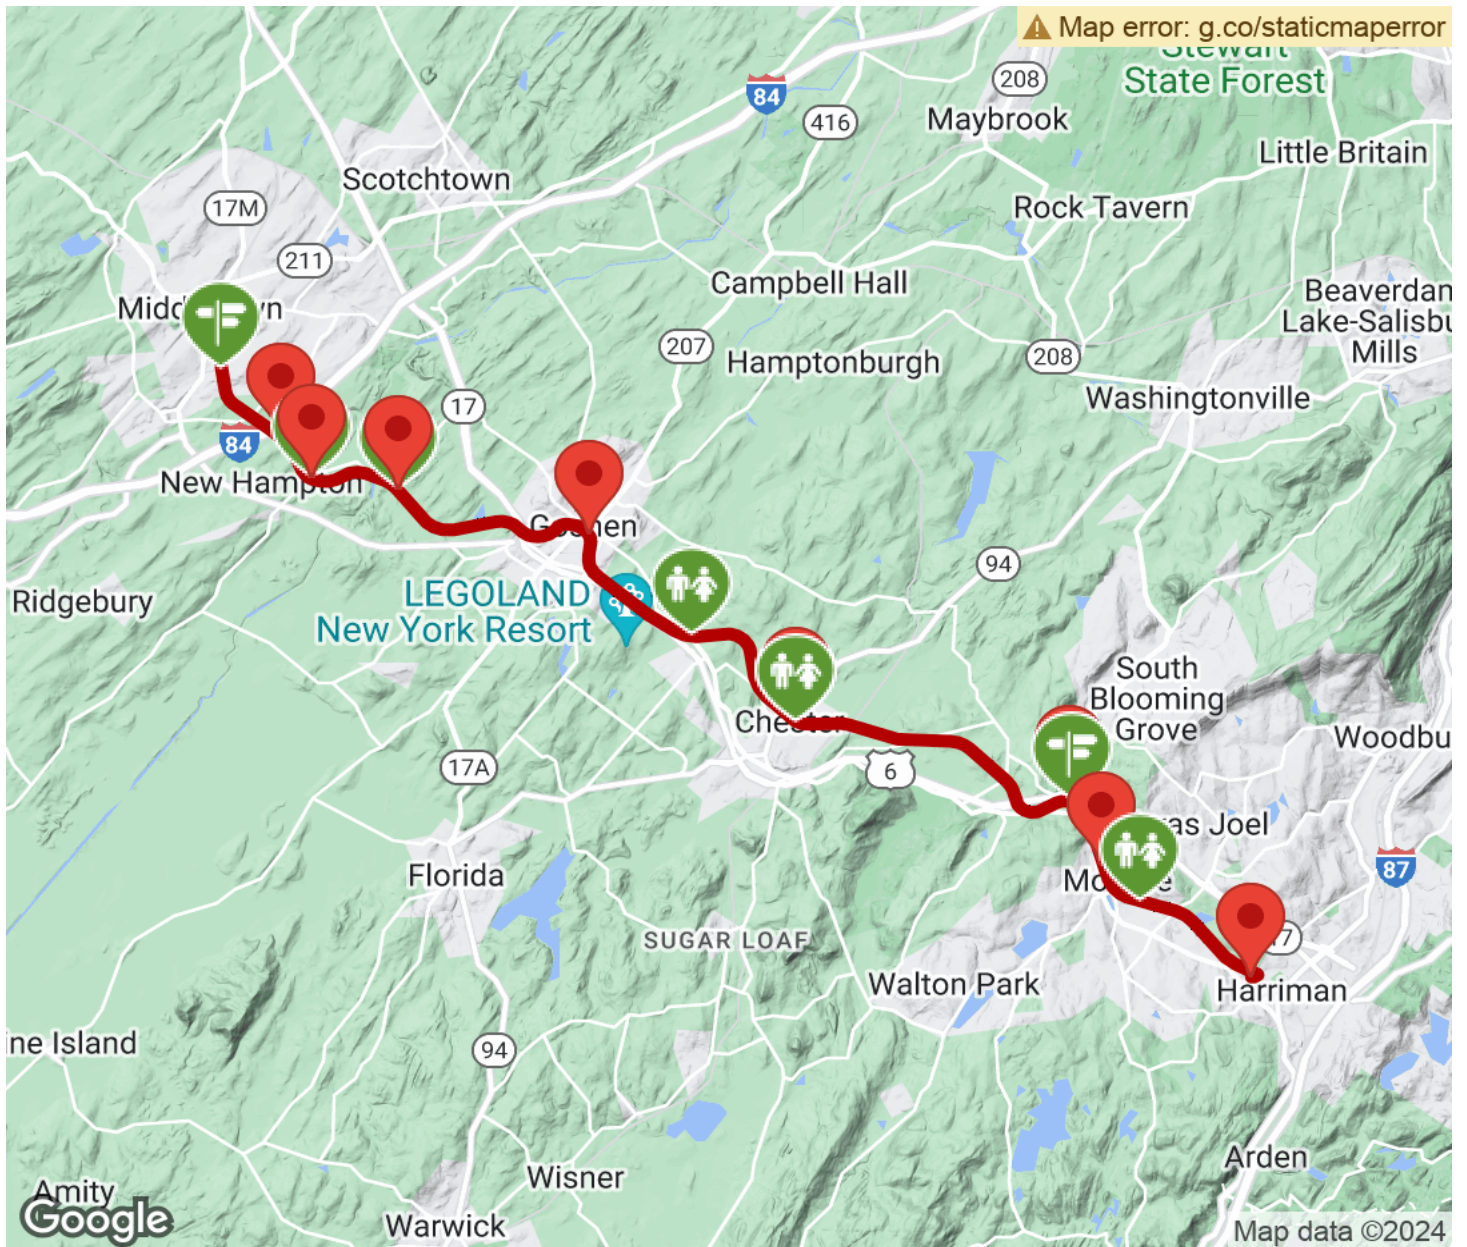 Map error: g.co/staticmaperror
Stewart
State Forest
208
84
416
Maybrook
Little Britain
Scotchtown
17M
Rock Tavern
211
Campbell Hall
Beaverdam
Lake-Salisbu
Mills
207
Hamptonburgh
208
17
Washingtonville
84
New Hampton
94
Ridgebury
LEGOLAND
New York Resort
South
Blooming
Grove
Woodbu
17A
6
as Joel
87
Florida
SUGAR LOAF
Walton Park
Harriman
ine Island
94
Arden
Wisner
Amity
Google
Warwick
Map data ©2024